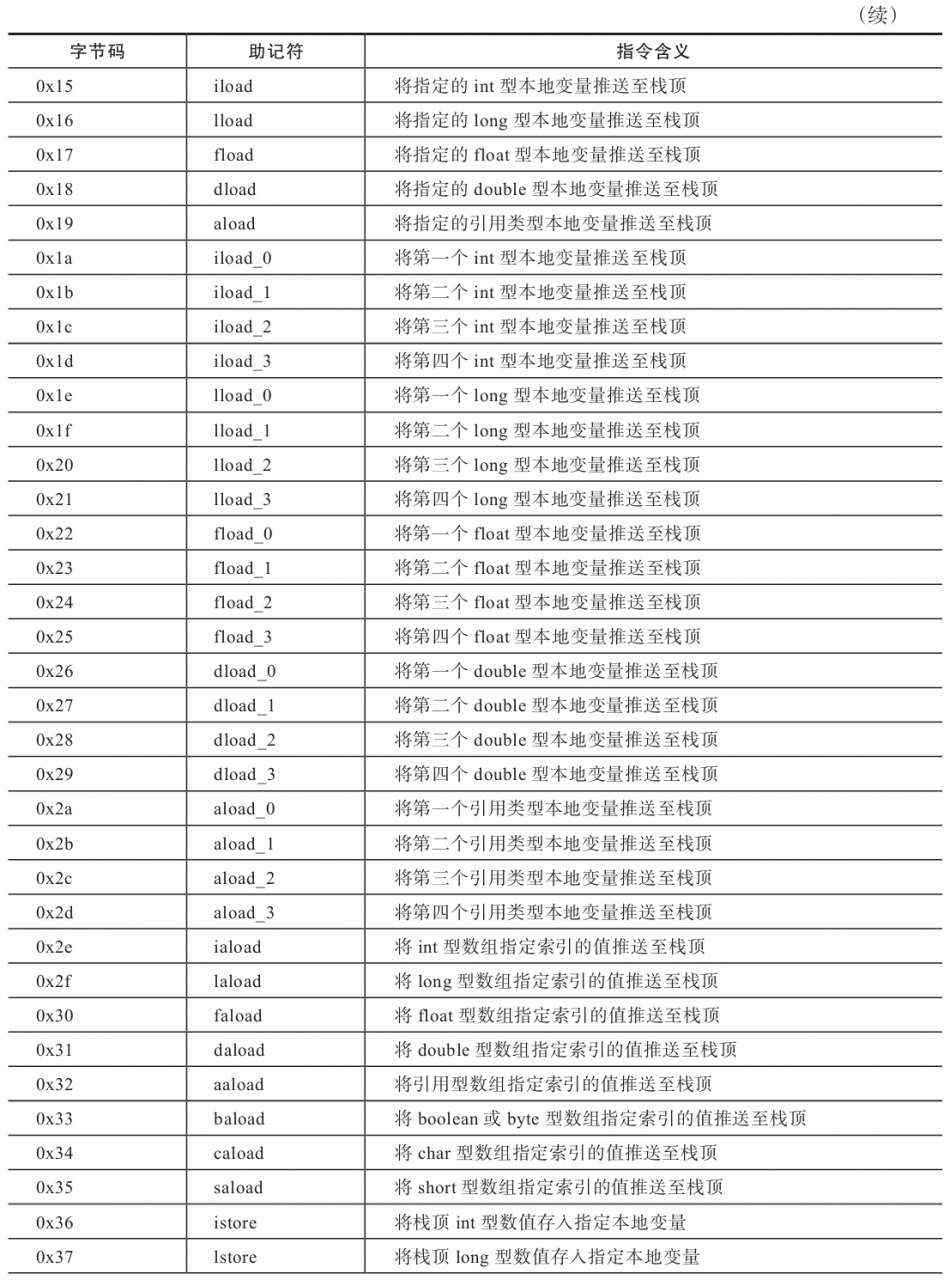 （续）
字节码 助记符 指令含义
0x15 iload 将指定的 int 型本地变量推送至栈顶
0x16 lload 将指定的 long 型本地变量推送至栈顶
0x17 fload 将指定的 float 型本地变量推送至栈顶
0x18 dload 将指定的 double 型本地变量推送至栈顶
0x19 aload 将指定的引用类型本地变量推送至栈顶
0x1a iload_0 将第一个 int 型本地变量推送至栈顶
0x1b iload_1 将第二个 int 型本地变量推送至栈顶
0x1c iload_2 将第三个 int 型本地变量推送至栈顶
0x1d iload_3 将第四个 int 型本地变量推送至栈顶
0x1e lload_0 将第一个 long 型本地变量推送至栈顶
0x1f lload_1 将第二个 long 型本地变量推送至栈顶
0x20 lload_2 将第三个 long 型本地变量推送至栈顶
0x21 lload_3 将第四个 long 型本地变量推送至栈顶
0x22 fload_0 将第一个 float 型本地变量推送至栈顶
0x23 fload_1 将第二个 float 型本地变量推送至栈顶
0x24 fload_2 将第三个 float 型本地变量推送至栈顶
0x25 fload_3 将第四个 float 型本地变量推送至栈顶
0x26 dload_0 将第一个 double 型本地变量推送至栈顶
0x27 dload_1 将第二个 double 型本地变量推送至栈顶
0x28 dload_2 将第三个 double 型本地变量推送至栈顶
0x29 dload_3 将第四个 double 型本地变量推送至栈顶
0x2a aload_0 将第一个引用类型本地变量推送至栈顶
0x2b aload_1 将第二个引用类型本地变量推送至栈顶
0x2c aload_2 将第三个引用类型本地变量推送至栈顶
0x2d aload_3 将第四个引用类型本地变量推送至栈顶
0x2e iaload 将 int 型数组指定索引的值推送至栈顶
0x2f laload 将 long 型数组指定索引的值推送至栈顶
0x30 faload 将 float 型数组指定索引的值推送至栈顶
0x31 daload 将 double 型数组指定索引的值推送至栈顶
0x32 aaload 将引用型数组指定索引的值推送至栈顶
0x33 baload 将 boolean 或 byte 型数组指定索引的值推送至栈顶
0x34 caload 将 char 型数组指定索引的值推送至栈顶
0x35 saload 将 short 型数组指定索引的值推送至栈顶
0x36 istore 将栈顶 int 型数值存入指定本地变量
0x37 lstore 将栈顶 long 型数值存入指定本地变量